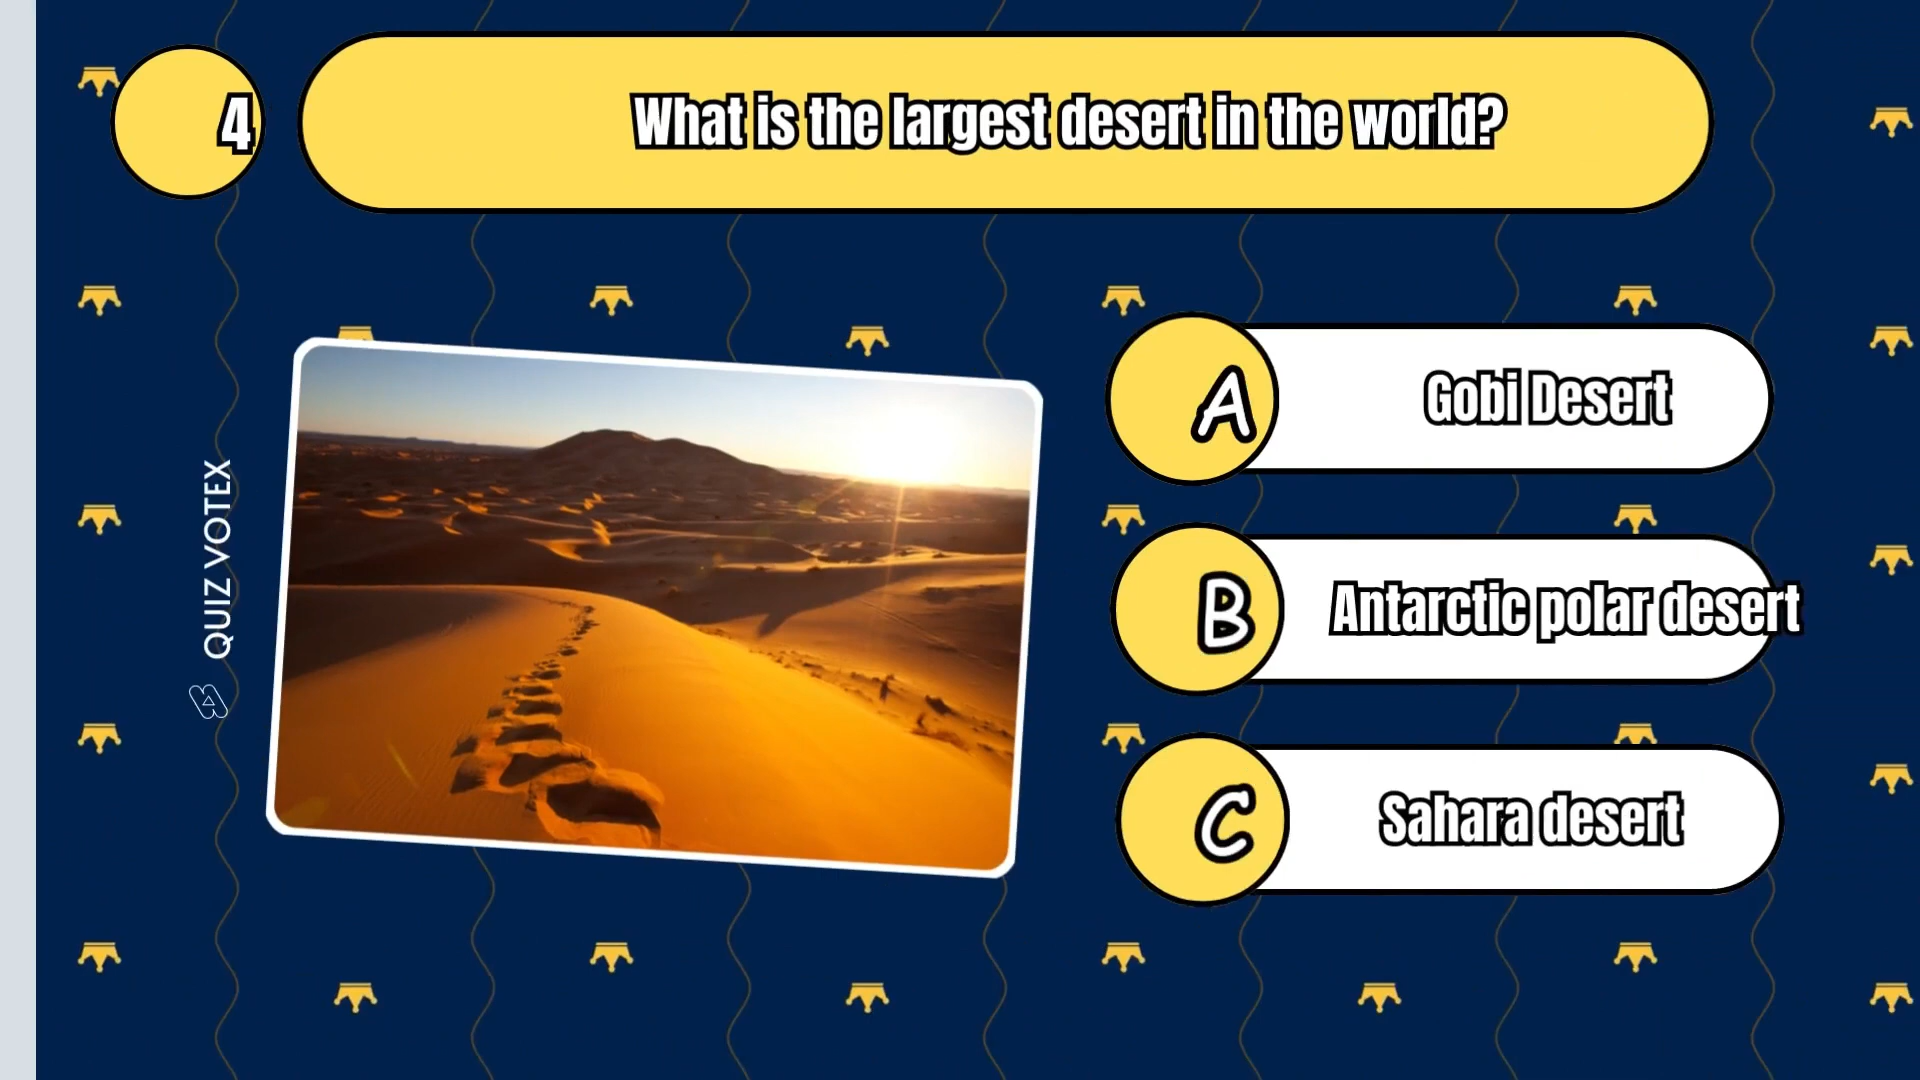 4
What is the largest desert in the world?
A
Gobi Desert
B
Antarctic polar desert
C
Sahara desert
QUIZ VOTEX